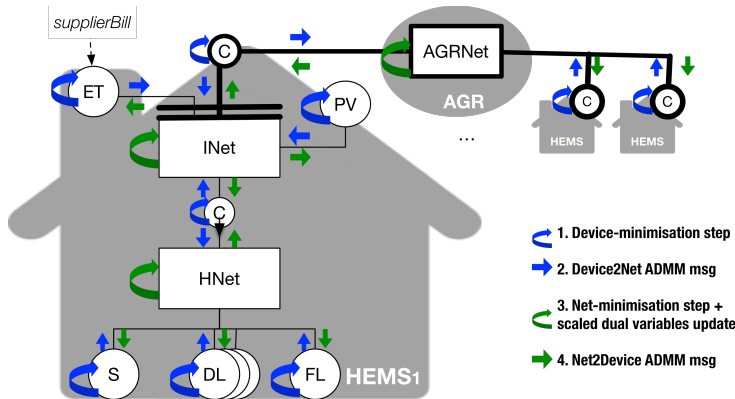 supplierBill
C
AGRNet
ET
PV
AGR
C
C
...
INet
HEMS
HEMS
C
1. Device-minimisation step
2. Device2Net ADMM msg
HNet
3. Net-minimisation step +
scaled dual variables update
4. Net2Device ADMM msg
S
DL
FL
HEMS1